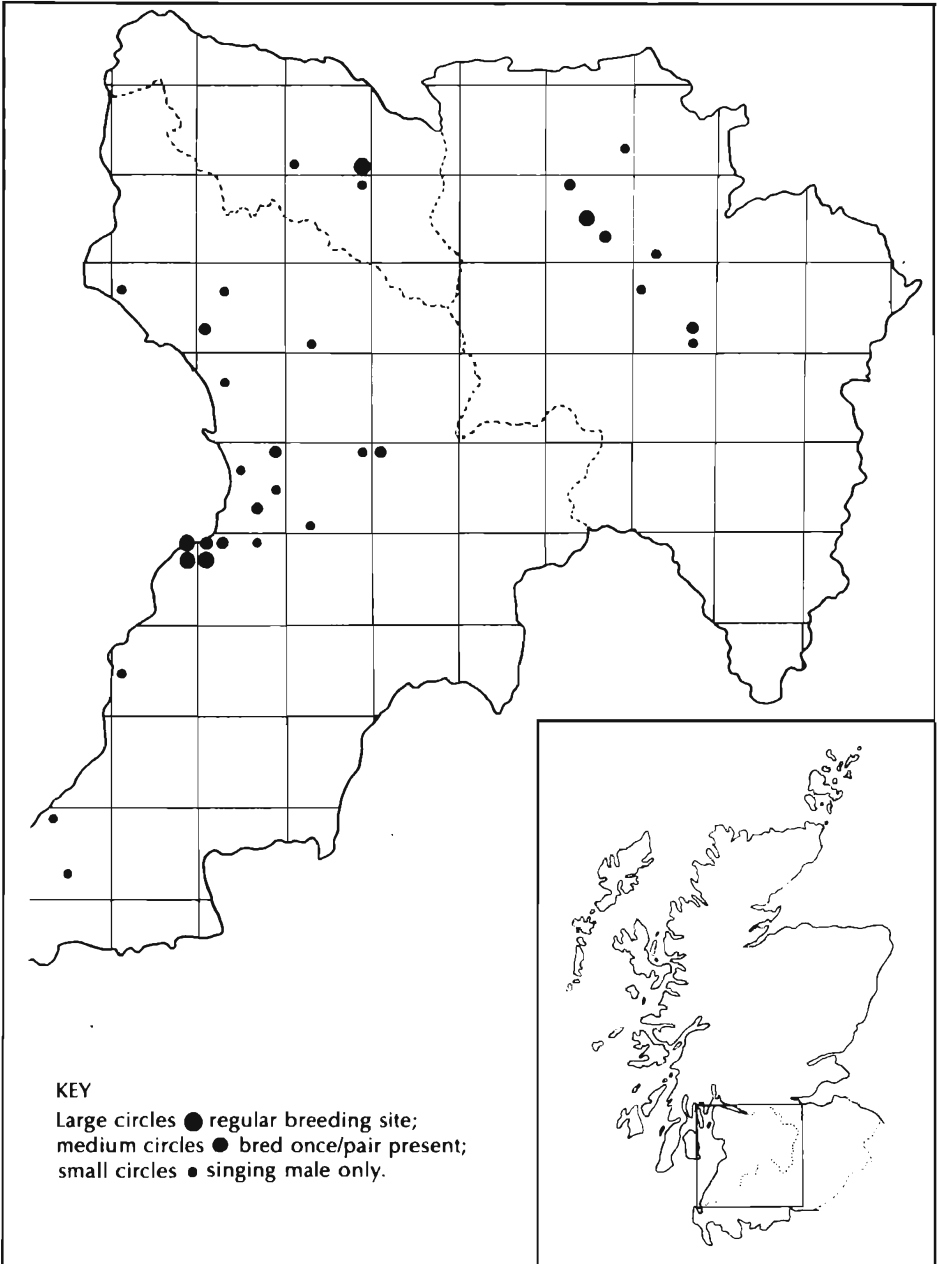 KEY
Large circles ● regular breeding site;
medium circles ● bred once/pair present;
small circles ● singing male only.